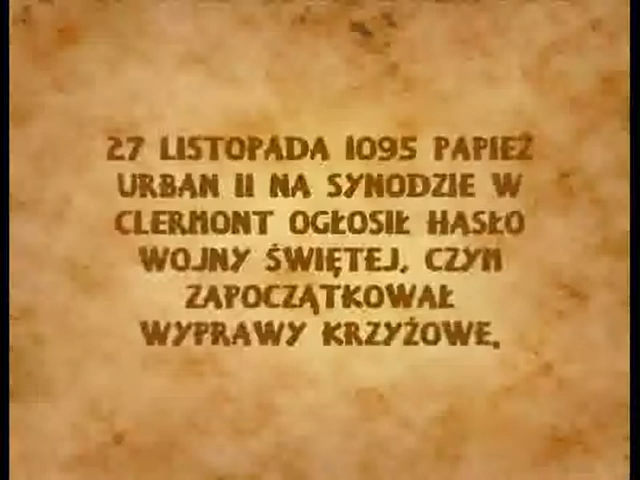 27 LISTOPADA 1095 PAPIEŻ
URBAN II NA SYNODZIE W
CLERMONT OGŁOSIŁ HASŁO
WOJNY ŚWIĘTEJ, CZYM
ZAPOCZĄTKOWAŁ
WYPRAWY KRZYŻOWE.